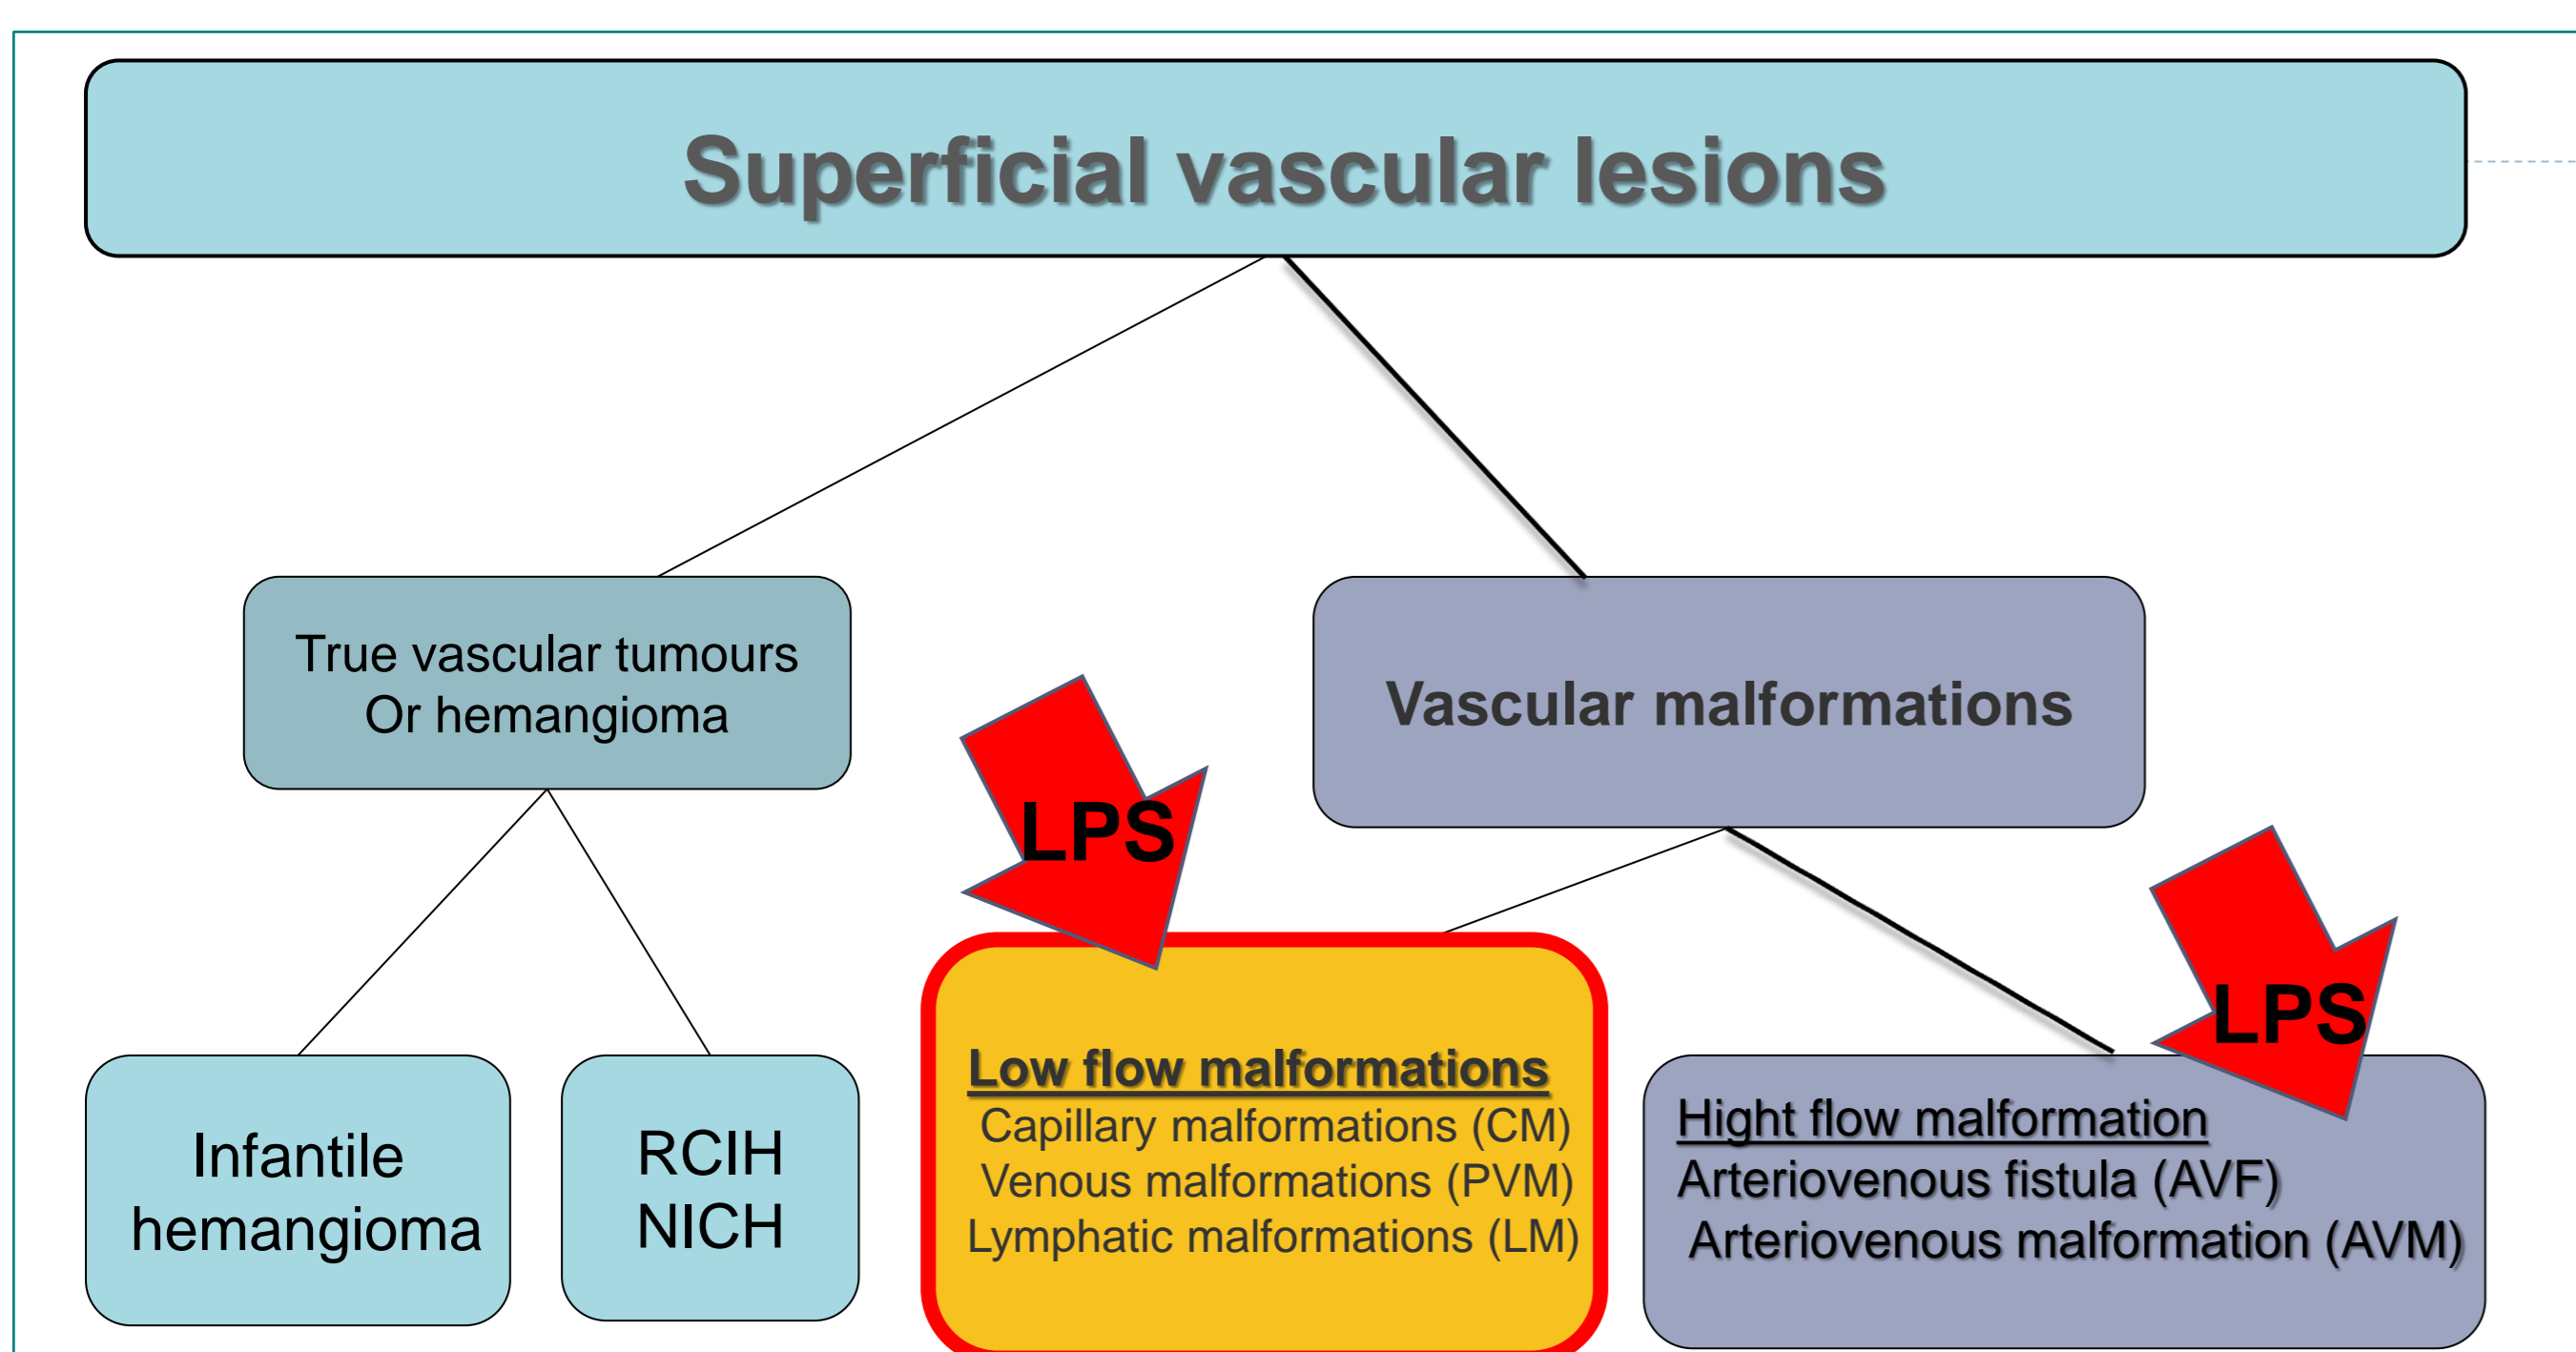 Superficial vascular lesions
True vascular tumours
Or hemangioma
Vascular malformations
LPS
LPS
Infantile
hemangioma
RCIH
NICH
Low flow malformations
Capillary malformations (CM)
Venous malformations (PVM)
Lymphatic malformations (LM)
Hight flow malformation
Arteriovenous fistula (AVF)
Arteriovenous malformation (AVM)